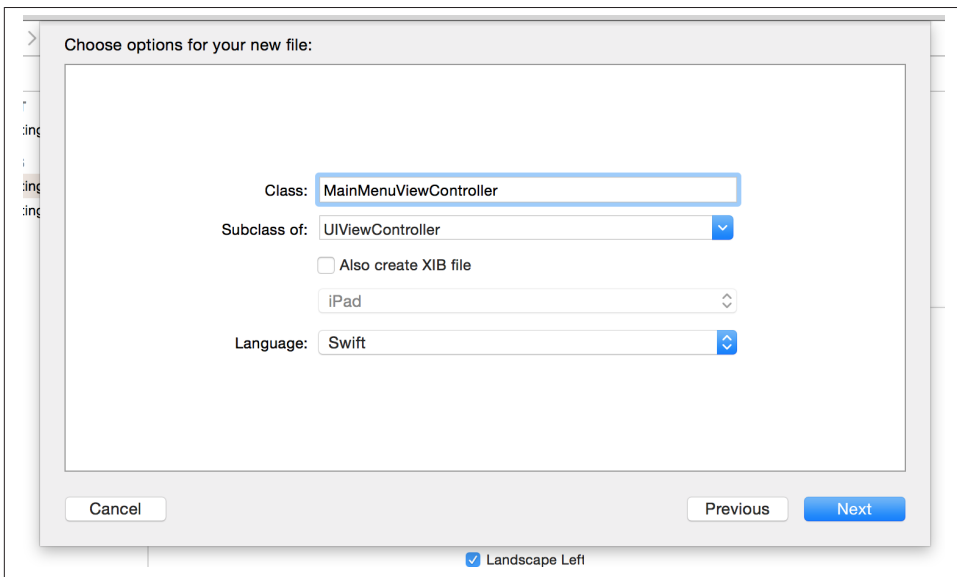 Choose options for your new file:
Class: MainMenuViewController
Subclass of: UIViewController
Also create XIB file
iPad
Language: Swift
Cancel Previous Next
Landscape Left